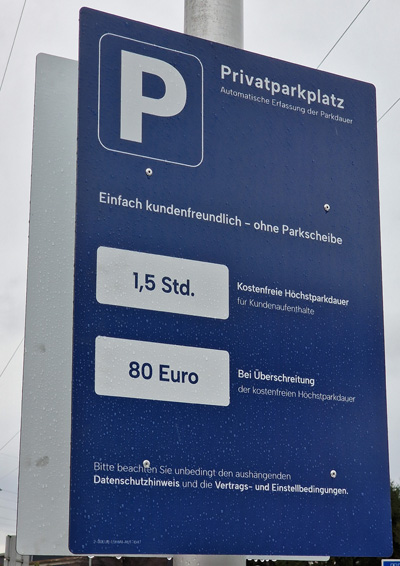 P
Privatparkplatz
Automatische Erfassung der Parkdauer
Einfach kundenfreundlich – ohne Parkscheibe
1,5 Std.
Kostenfreie Höchstparkdauer
für Kundenaufenthalte
80 Euro
Bei Überschreitung
der kostenfreien Höchstparkdauer
Bitte beachten Sie unbedingt den aushängenden
Datenschutzhinweis und die Vertrags- und Einstellbedingungen.